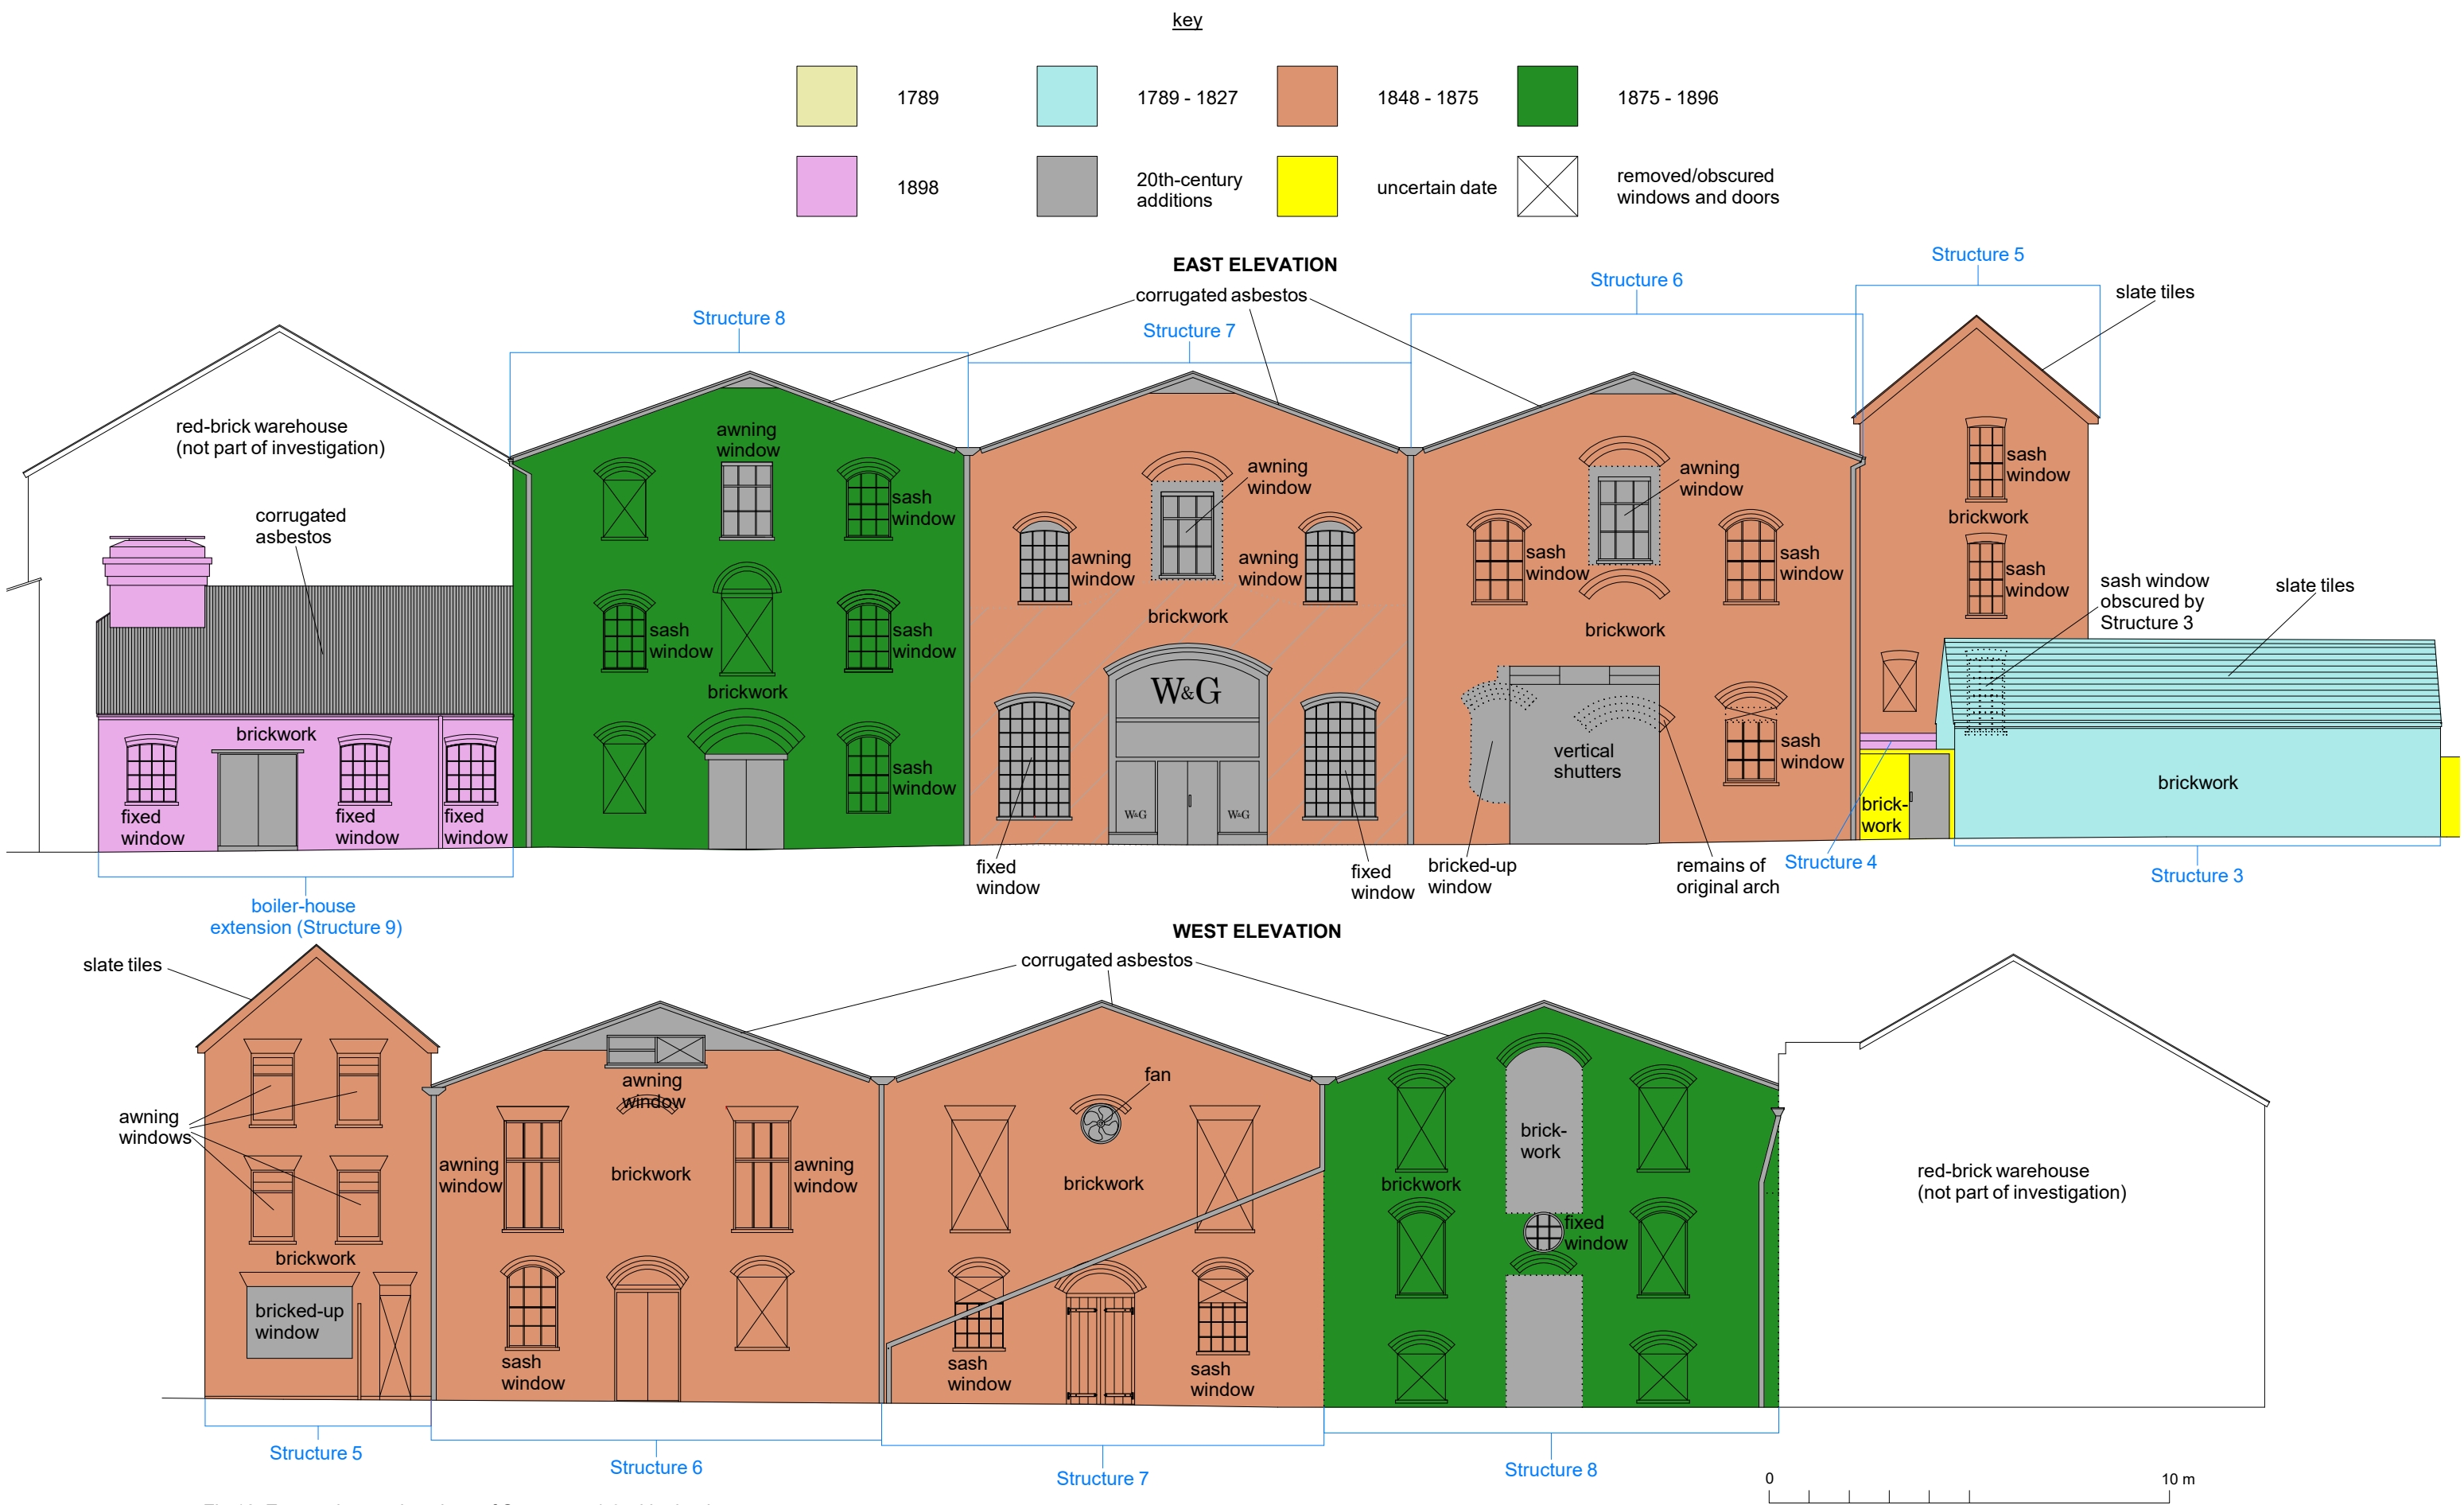 key
1789
1789 - 1827
1848 - 1875
1875 - 1896
1898
20th-century
additions
uncertain date
removed/obscured
windows and doors
EAST ELEVATION
Structure 5
Structure 6
slate tiles
corrugated asbestos
Structure 8
Structure 7
red-brick warehouse
(not part of investigation)
awning
window
sash
window
awning
window
awning
window
sash
window
brickwork
corrugated
asbestos
awning
window
awning
window
sash
window
sash
window
sash
window
sash window
obscured by
Structure 3
slate tiles
brickwork
brickwork
sash
window
sash
window
brickwork
W&G
brickwork
sash
window
vertical
shutters
sash
window
brickwork
fixed
window
fixed
window
fixed
window
W&G
W&G
brick-
work
fixed
window
fixed
window
bricked-up
window
remains of
original arch
Structure 4
Structure 3
boiler-house
extension (Structure 9)
WEST ELEVATION
slate tiles
corrugated asbestos
awning
window
fan
awning
windows
brick-
work
awning
window
brickwork
awning
window
brickwork
brickwork
red-brick warehouse
(not part of investigation)
fixed
window
brickwork
bricked-up
window
sash
window
sash
window
sash
window
Structure 5
Structure 6
Structure 7
Structure 8
0
10 m